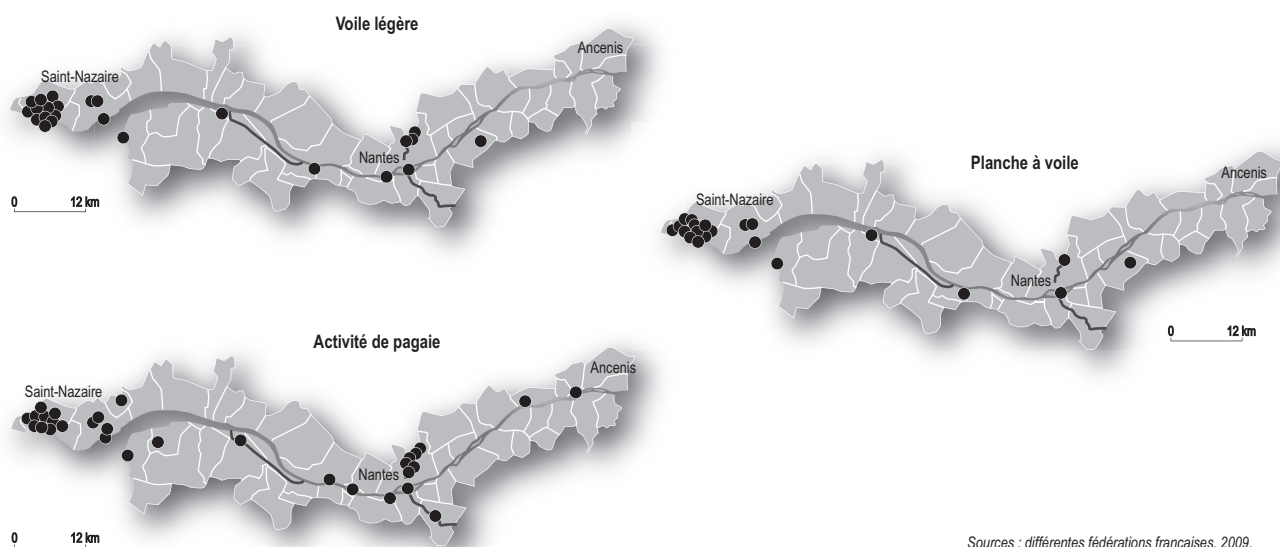 Voile légère
Ancenis
Saint-Nazaire
Nantes
0 12 km
Planche à voile
Ancenis
Saint-Nazaire
Nantes
0 12 km
Activité de pagaie
Ancenis
Saint-Nazaire
Nantes
0 12 km
Sources : différentes fédérations françaises, 2009.